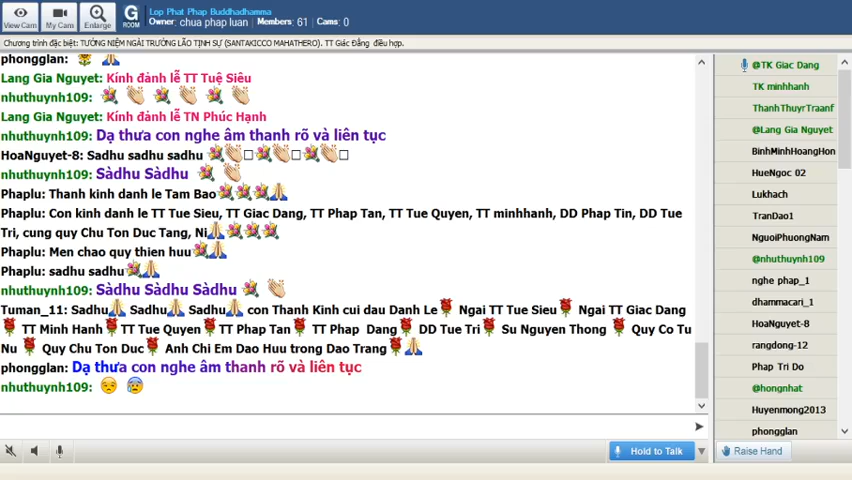 Lop Phat Phap Buddhadhamma
Owner: chua phap luan Members: 61 Cams: 0
View Cam My Cam Enlarge G ROOM
Chương trình đặc biệt: TƯỞNG NIỆM NGÀI TRƯỞNG LÃO TỊNH SỰ (SANTAKICCO MAHATHERO). TT Giác Đẳng điều hợp.
phongglan:
Lang Gia Nguyet: Kính đảnh lễ TT Tuệ Siêu
nhuthuynh109:
Lang Gia Nguyet: Kính đảnh lễ TN Phúc Hạnh
nhuthuynh109: Dạ thưa con nghe âm thanh rõ và liên tục
HoaNguyet-8: Sadhu sadhu sadhu
nhuthuynh109: Sàdhu Sàdhu
Phaplu: Thanh kinh danh le Tam Bao
Phaplu: Con kinh danh le TT Tue Sieu, TT Giac Dang, TT Phap Tan, TT Tue Quyen, TT minhhanh, DD Phap Tin, DD Tue
Tri, cung quy Chu Ton Duc Tang, Ni
Phaplu: Men chao quy thien huu
Phaplu: sadhu sadhu
nhuthuynh109: Sàdhu Sàdhu Sàdhu
Tuman_11: Sadhu Sadhu Sadhu con Thanh Kinh cui dau Danh Le Ngai TT Tue Sieu Ngai TT Giac Dang
TT Minh Hanh TT Tue Quyen TT Phap Tan TT Phap Dang DD Tue Tri Su Nguyen Thong Quy Co Tu
Nu Quy Chu Ton Duc Anh Chi Em Dao Huu trong Dao Trang
phongglan: Dạ thưa con nghe âm thanh rõ và liên tục
nhuthuynh109:
Hold to Talk
@TK Giac Dang
TK minhhanh
ThanhThuyrTraanf
@Lang Gia Nguyet
BinhMinhHoangHon
HueNgoc 02
Lukhach
TranDao1
NguoiPhuongNam
@nhuthuynh109
nghe phap_1
dhammacari_1
HoaNguyet-8
rangdong-12
Phap Tri Do
@hongnhat
Huyenmong2013
phongglan
Raise Hand